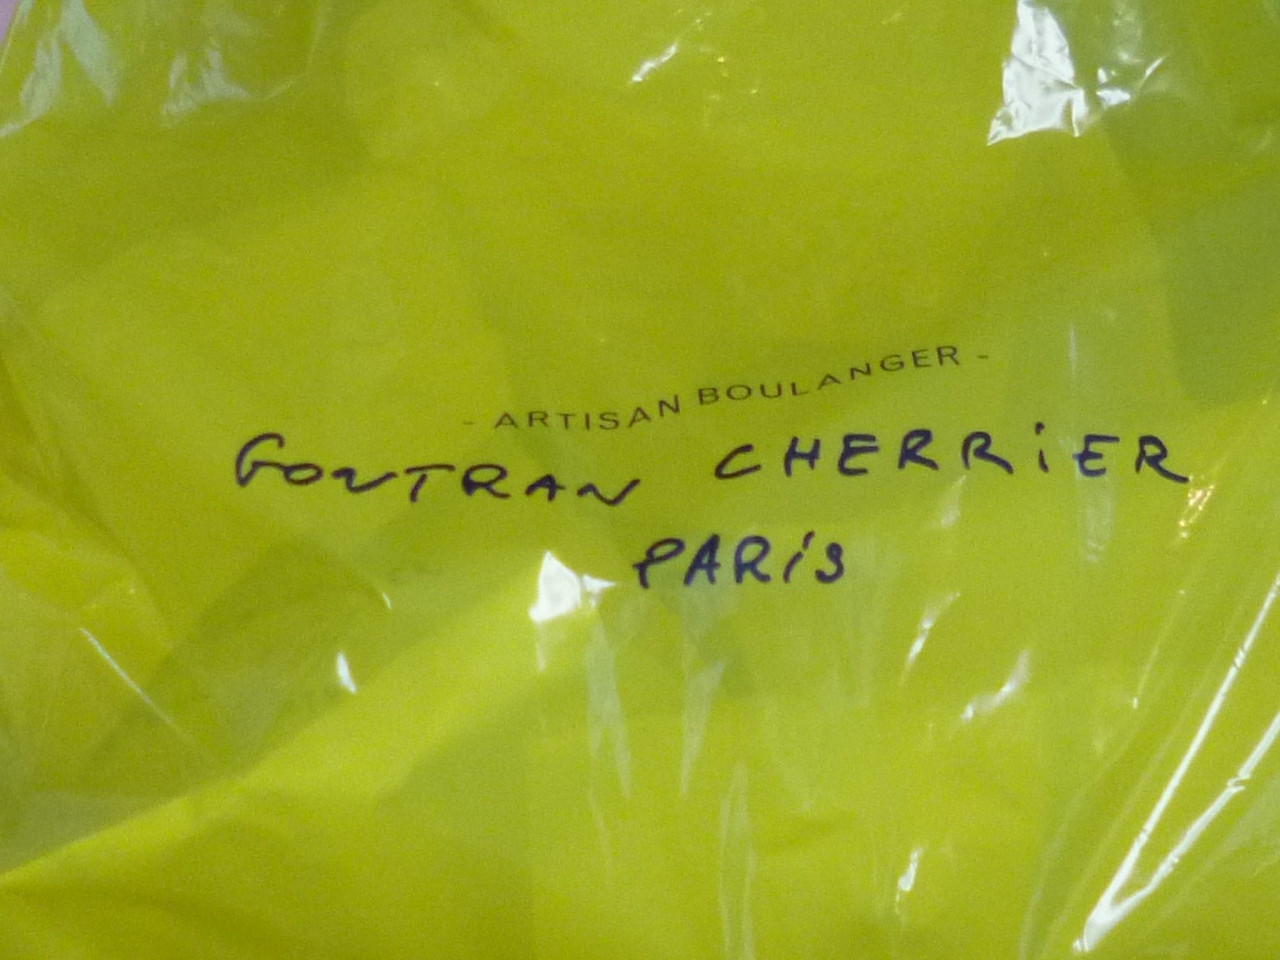 - ARTISAN BOULANGER -
GONTRAN CHERRiER
PARiS